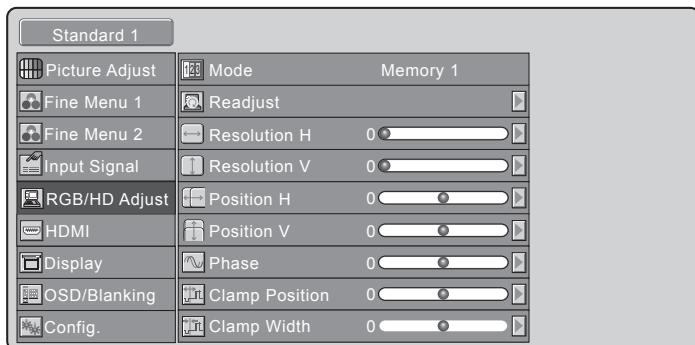 Standard 1
Picture Adjust
Fine Menu 1
Fine Menu 2
Input Signal
RGB/HD Adjust
HDMI
Display
OSD/Blanking
Config.
Mode Memory 1
Readjust
Resolution H 0
Resolution V 0
Position H 0
Position V 0
Phase 0
Clamp Position 0
Clamp Width 0